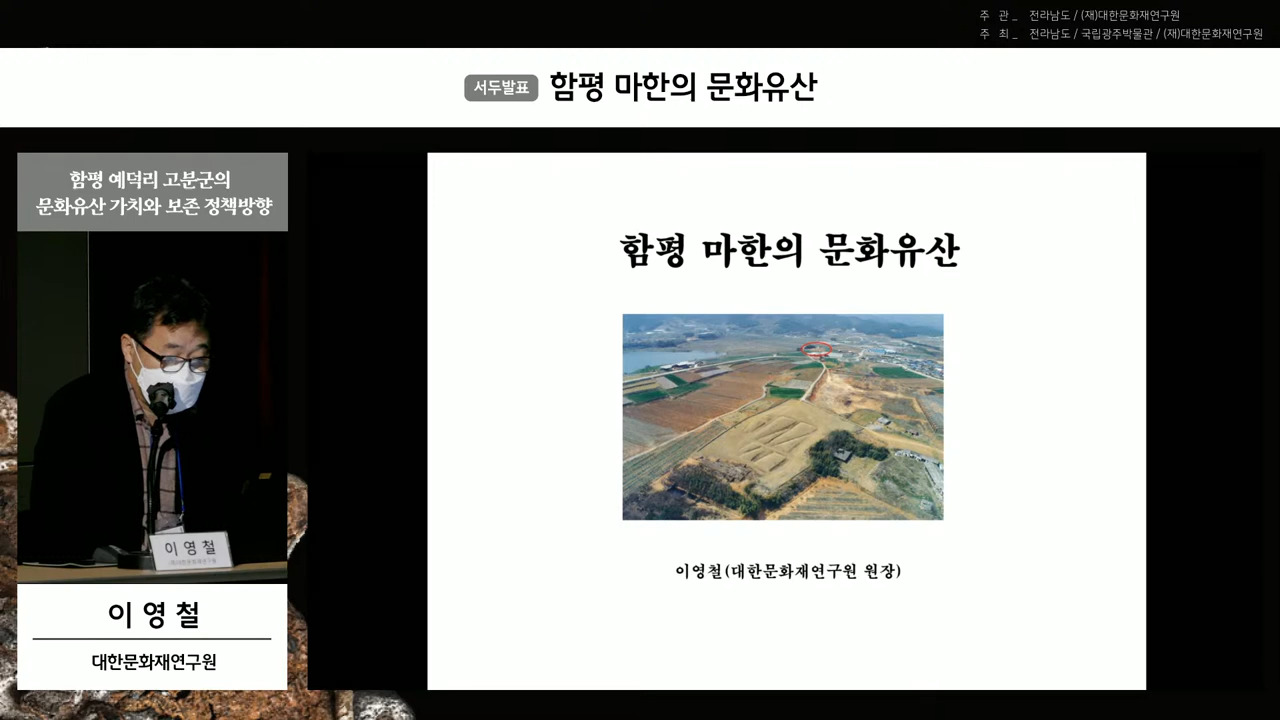 주 관 _ 전라남도 / (재)대한문화재연구원
주 최 _ 전라남도 / 국립광주박물관 / (재)대한문화재연구원
서두발표 함평 마한의 문화유산
함평 예덕리 고분군의
문화유산 가치와 보존 정책방향
함평 마한의 문화유산
이영철(대한문화재연구원 원장)
이영철
이 영 철
대한문화재연구원